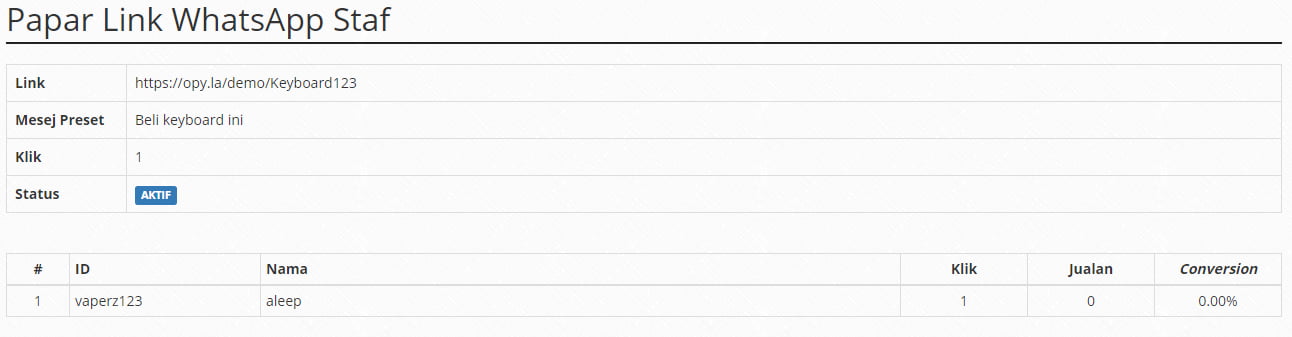 Papar Link WhatsApp Staf
Link https://opy.la/demo/Keyboard123
Mesej Preset Beli keyboard ini
Klik 1
Status AKTIF
# ID Nama Klik Jualan Conversion
1 vaperz123 aleep 1 0 0.00%